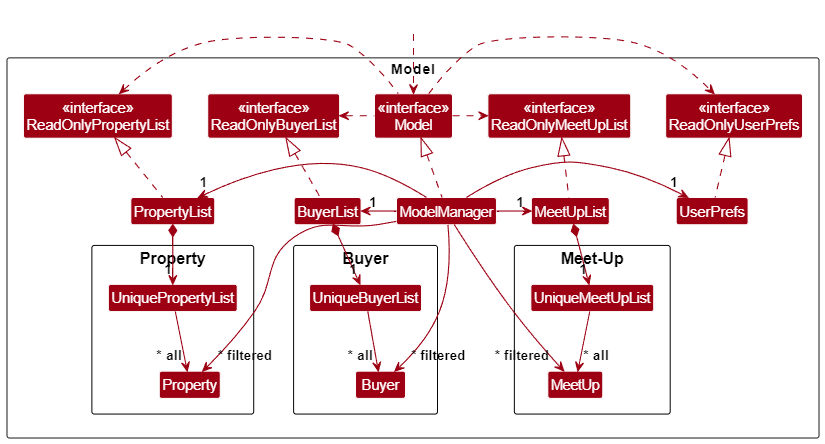 Model
«interface»
ReadOnlyPropertyList
«interface»
ReadOnlyBuyerList
«interface»
Model
«interface»
ReadOnlyMeetUpList
«interface»
ReadOnlyUserPrefs
1
1
1
1
PropertyList
BuyerList
ModelManager
MeetUpList
UserPrefs
Property
Buyer
Meet-Up
1
1
1
UniquePropertyList
UniqueBuyerList
UniqueMeetUpList
* all
* filtered
* all
* filtered
* filtered
* all
Property
Buyer
MeetUp